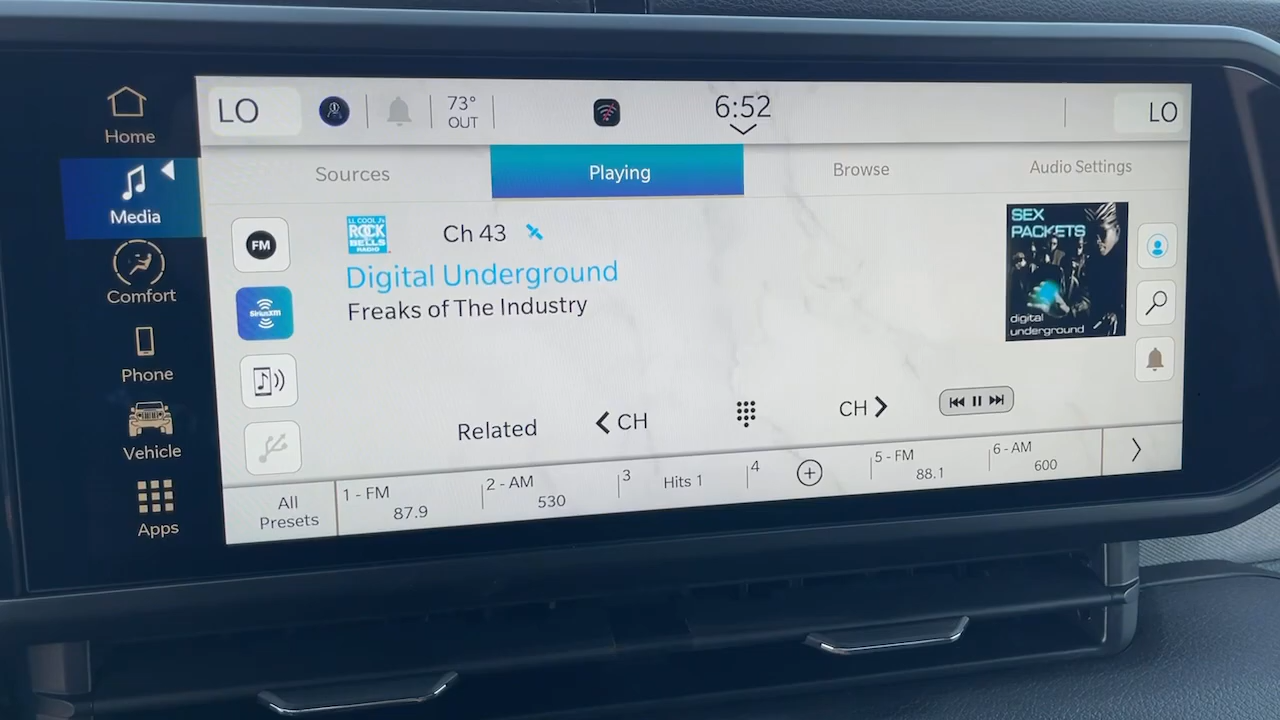 Home
Media
Comfort
Phone
Vehicle
Apps
LO
73°
OUT
6:52
LO
Sources
Playing
Browse
Audio Settings
FM
SiriusXM
LL COOL J's
ROCK
THE
BELLS
RADIO
Ch 43
Digital Underground
Freaks of The Industry
SEX
PACKETS
digital
underground
Related
CH
CH
All
Presets
1 - FM
87.9
2 - AM
530
3
Hits 1
4
5 - FM
88.1
6 - AM
600